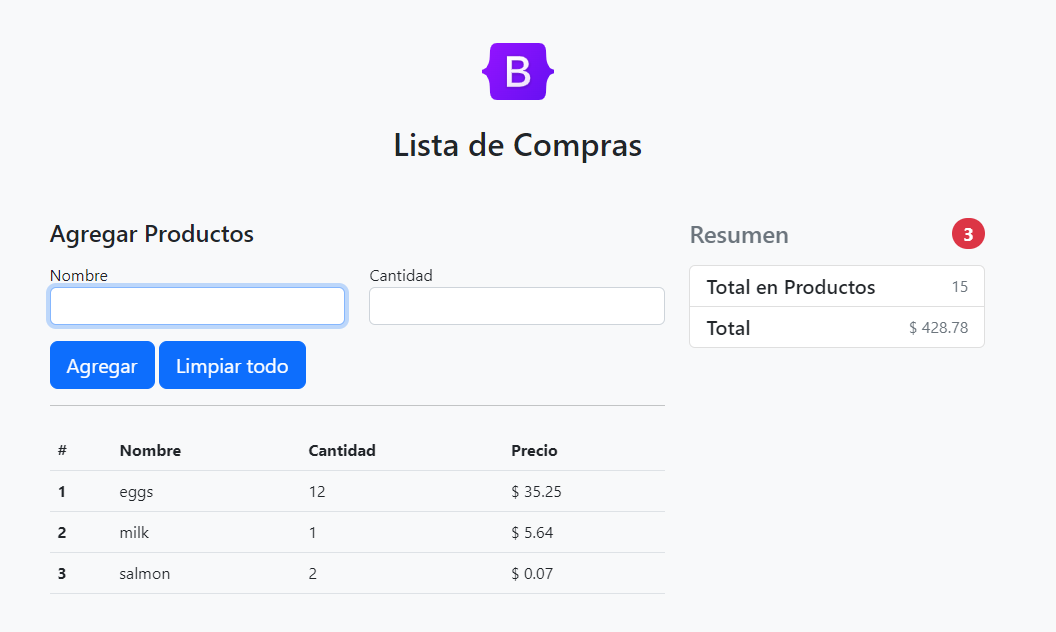 B
Lista de Compras
Agregar Productos
Nombre Cantidad
Agregar Limpiar todo
# Nombre Cantidad Precio
1 eggs 12 $ 35.25
2 milk 1 $ 5.64
3 salmon 2 $ 0.07
Resumen 3
Total en Productos 15
Total $ 428.78